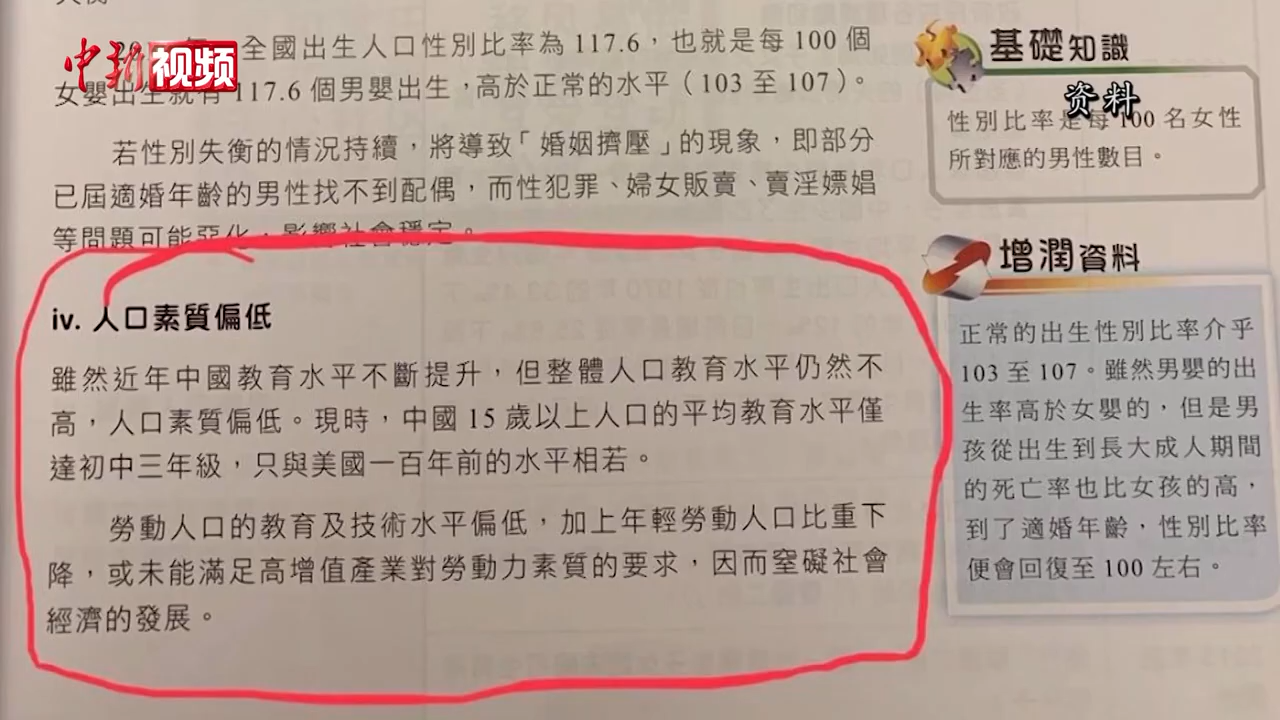 中新视频
全國出生人口性別比率為 117.6，也就是每 100 個
女嬰出生就有 117.6 個男嬰出生，高於正常的水平（103 至 107）。
若性別失衡的情況持續，將導致「婚姻擠壓」的現象，即部分
已屆適婚年齡的男性找不到配偶，而性犯罪、婦女販賣、賣淫嫖娼
等問題可能惡化，影響社會穩定。
iv. 人口素質偏低
雖然近年中國教育水平不斷提升，但整體人口教育水平仍然不
高，人口素質偏低。現時，中國 15 歲以上人口的平均教育水平僅
達初中三年級，只與美國一百年前的水平相若。
勞動人口的教育及技術水平偏低，加上年輕勞動人口比重下
降，或未能滿足高增值產業對勞動力素質的要求，因而窒礙社會
經濟的發展。
基礎知識
资料
性別比率是每 100 名女性
所對應的男性數目。
增潤資料
正常的出生性別比率介乎
103 至 107。雖然男嬰的出
生率高於女嬰的，但是男
孩從出生到長大成人期間
的死亡率也比女孩的高，
到了適婚年齡，性別比率
便會回復至 100 左右。